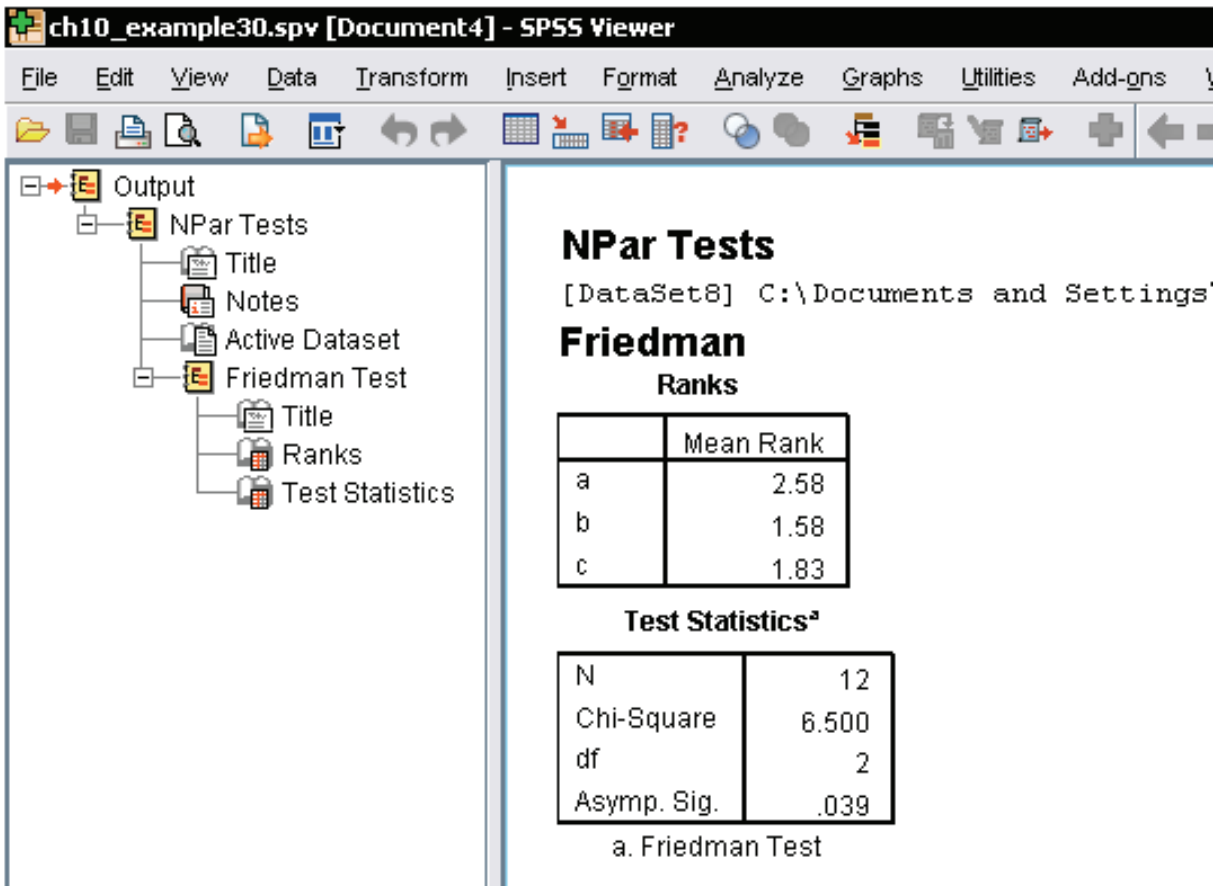 ch10_example30.spv [Document4] - SPSS Viewer
File Edit View Data Transform Insert Format Analyze Graphs Utilities Add-ons
Output
NPar Tests
Title
Notes
Active Dataset
Friedman Test
Title
Ranks
Test Statistics
NPar Tests
[DataSet8] C:\Documents and Settings
Friedman
Ranks
Mean Rank
a 2.58
b 1.58
c 1.83
Test Statisticsᵃ
N 12
Chi-Square 6.500
df 2
Asymp. Sig. .039
a. Friedman Test